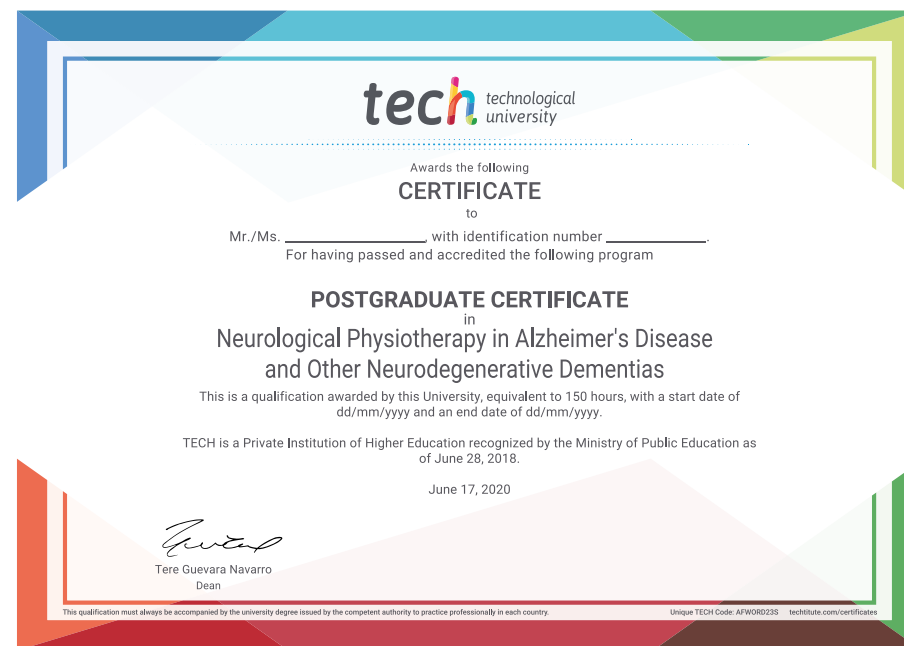 tech technological
university
Awards the following
CERTIFICATE
to
Mr./Ms. ____________________, with identification number ______________.
For having passed and accredited the following program
POSTGRADUATE CERTIFICATE
in
Neurological Physiotherapy in Alzheimer's Disease
and Other Neurodegenerative Dementias
This is a qualification awarded by this University, equivalent to 150 hours, with a start date of
dd/mm/yyyy and an end date of dd/mm/yyyy.
TECH is a Private Institution of Higher Education recognized by the Ministry of Public Education as
of June 28, 2018.
June 17, 2020
Tere Guevara Navarro
Dean
This qualification must always be accompanied by the university degree issued by the competent authority to practice professionally in each country.
Unique TECH Code: AFWORD23S techtitute.com/certificates